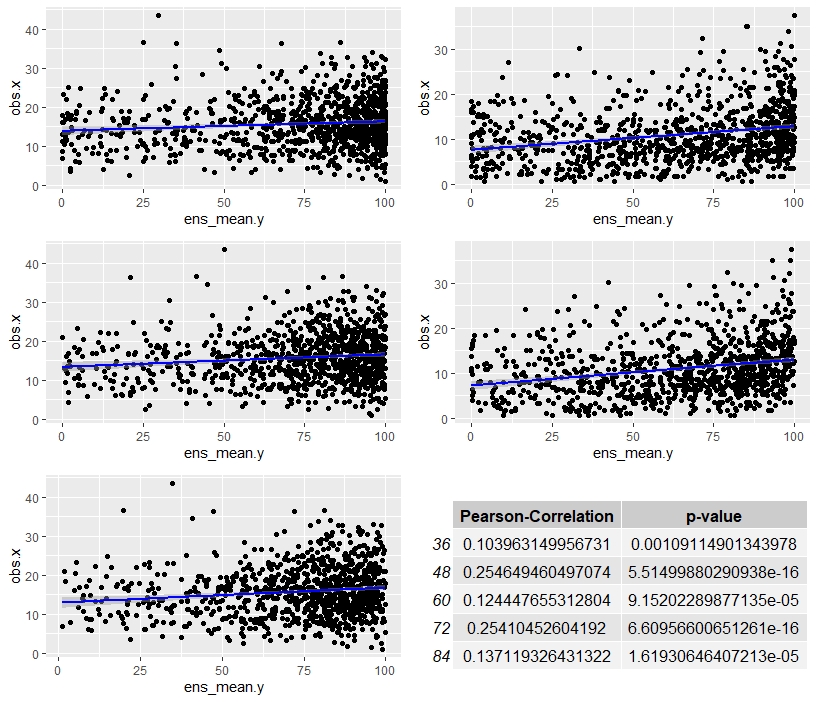 40
30
20
10
0
obs.x
0 25 50 75 100
ens_mean.y
30
20
10
0
obs.x
0 25 50 75 100
ens_mean.y
40
30
20
10
0
obs.x
0 25 50 75 100
ens_mean.y
30
20
10
0
obs.x
0 25 50 75 100
ens_mean.y
40
30
20
10
0
obs.x
0 25 50 75 100
ens_mean.y
Pearson-Correlation p-value
36 0.103963149956731 0.00109114901343978
48 0.254649460497074 5.51499880290938e-16
60 0.124447655312804 9.15202289877135e-05
72 0.25410452604192 6.60956600651261e-16
84 0.137119326431322 1.61930646407213e-05